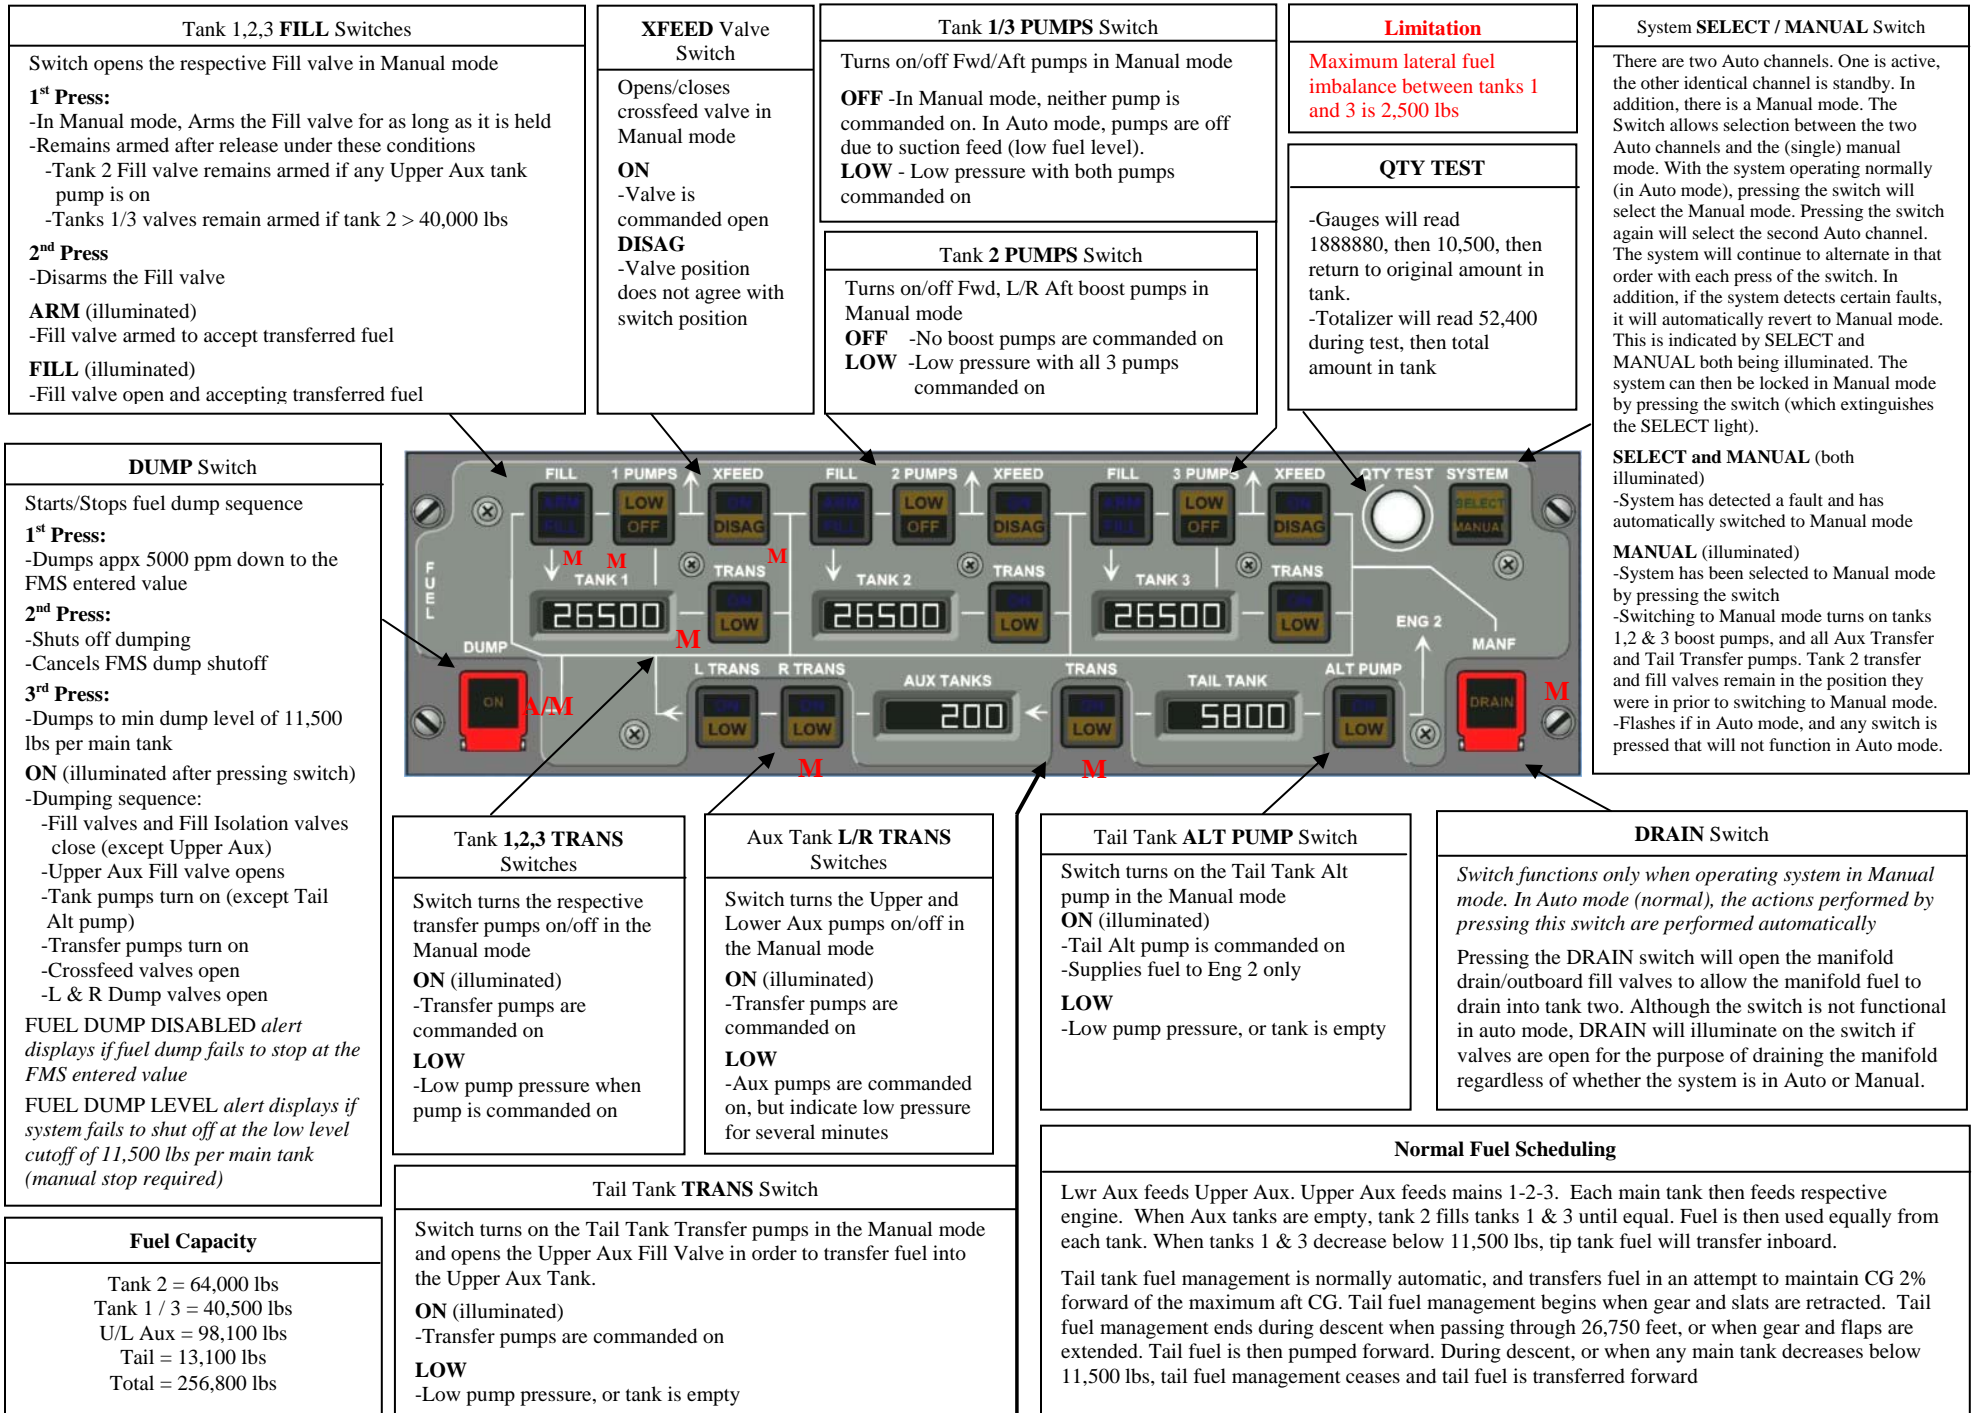 Tank 1,2,3 FILL Switches
Switch opens the respective Fill valve in Manual mode
1st Press:
-In Manual mode, Arms the Fill valve for as long as it is held
-Remains armed after release under these conditions
-Tank 2 Fill valve remains armed if any Upper Aux tank
pump is on
-Tanks 1/3 valves remain armed if tank 2 > 40,000 lbs
2nd Press
-Disarms the Fill valve
ARM (illuminated)
-Fill valve armed to accept transferred fuel
FILL (illuminated)
-Fill valve open and accepting transferred fuel
XFEED Valve
Switch
Opens/closes
crossfeed valve in
Manual mode
ON
-Valve is
commanded open
DISAG
-Valve position
does not agree with
switch position
Tank 1/3 PUMPS Switch
Turns on/off Fwd/Aft pumps in Manual mode
OFF -In Manual mode, neither pump is
commanded on. In Auto mode, pumps are off
due to suction feed (low fuel level).
LOW - Low pressure with both pumps
commanded on
Tank 2 PUMPS Switch
Turns on/off Fwd, L/R Aft boost pumps in
Manual mode
OFF -No boost pumps are commanded on
LOW -Low pressure with all 3 pumps
commanded on
Limitation
Maximum lateral fuel
imbalance between tanks 1
and 3 is 2,500 lbs
QTY TEST
-Gauges will read
1888880, then 10,500, then
return to original amount in
tank.
-Totalizer will read 52,400
during test, then total
amount in tank
System SELECT / MANUAL Switch
There are two Auto channels. One is active,
the other identical channel is standby. In
addition, there is a Manual mode. The
Switch allows selection between the two
Auto channels and the (single) manual
mode. With the system operating normally
(in Auto mode), pressing the switch will
select the Manual mode. Pressing the switch
again will select the second Auto channel.
The system will continue to alternate in that
order with each press of the switch. In
addition, if the system detects certain faults,
it will automatically revert to Manual mode.
This is indicated by SELECT and
MANUAL both being illuminated. The
system can then be locked in Manual mode
by pressing the switch (which extinguishes
the SELECT light).
SELECT and MANUAL (both
illuminated)
-System has detected a fault and has
automatically switched to Manual mode
MANUAL (illuminated)
-System has been selected to Manual mode
by pressing the switch
-Switching to Manual mode turns on tanks
1,2 & 3 boost pumps, and all Aux Transfer
and Tail Transfer pumps. Tank 2 transfer
and fill valves remain in the position they
were in prior to switching to Manual mode.
-Flashes if in Auto mode, and any switch is
pressed that will not function in Auto mode.
DUMP Switch
Starts/Stops fuel dump sequence
1st Press:
-Dumps appx 5000 ppm down to the
FMS entered value
2nd Press:
-Shuts off dumping
-Cancels FMS dump shutoff
3rd Press:
-Dumps to min dump level of 11,500
lbs per main tank
ON (illuminated after pressing switch)
-Dumping sequence:
-Fill valves and Fill Isolation valves
close (except Upper Aux)
-Upper Aux Fill valve opens
-Tank pumps turn on (except Tail
Alt pump)
-Transfer pumps turn on
-Crossfeed valves open
-L & R Dump valves open
FUEL DUMP DISABLED alert
displays if fuel dump fails to stop at the
FMS entered value
FUEL DUMP LEVEL alert displays if
system fails to shut off at the low level
cutoff of 11,500 lbs per main tank
(manual stop required)
FILL 1 PUMPS XFEED FILL 2 PUMPS XFEED FILL 3 PUMPS XFEED QTY TEST SYSTEM
ARM LOW ON ARM LOW ON ARM LOW ON SELECT
FILL OFF DISAG FILL OFF DISAG FILL OFF DISAG MANUAL
M M M
FUEL
TANK 1 TRANS TANK 2 TRANS TANK 3 TRANS
26500 ON LOW 26500 ON LOW 26500 ON LOW
M
ENG 2
MANF
DUMP
L TRANS R TRANS AUX TANKS TRANS TAIL TANK ALT PUMP
ON A/M ON LOW ON LOW 200 ON LOW 5800 ON LOW DRAIN M
M M
Tank 1,2,3 TRANS
Switches
Switch turns the respective
transfer pumps on/off in the
Manual mode
ON (illuminated)
-Transfer pumps are
commanded on
LOW
-Low pump pressure when
pump is commanded on
Aux Tank L/R TRANS
Switches
Switch turns the Upper and
Lower Aux pumps on/off in
the Manual mode
ON (illuminated)
-Transfer pumps are
commanded on
LOW
-Aux pumps are commanded
on, but indicate low pressure
for several minutes
Tail Tank ALT PUMP Switch
Switch turns on the Tail Tank Alt
pump in the Manual mode
ON (illuminated)
-Tail Alt pump is commanded on
-Supplies fuel to Eng 2 only
LOW
-Low pump pressure, or tank is empty
DRAIN Switch
Switch functions only when operating system in Manual
mode. In Auto mode (normal), the actions performed by
pressing this switch are performed automatically
Pressing the DRAIN switch will open the manifold
drain/outboard fill valves to allow the manifold fuel to
drain into tank two. Although the switch is not functional
in auto mode, DRAIN will illuminate on the switch if
valves are open for the purpose of draining the manifold
regardless of whether the system is in Auto or Manual.
Fuel Capacity
Tank 2 = 64,000 lbs
Tank 1 / 3 = 40,500 lbs
U/L Aux = 98,100 lbs
Tail = 13,100 lbs
Total = 256,800 lbs
Tail Tank TRANS Switch
Switch turns on the Tail Tank Transfer pumps in the Manual mode
and opens the Upper Aux Fill Valve in order to transfer fuel into
the Upper Aux Tank.
ON (illuminated)
-Transfer pumps are commanded on
LOW
-Low pump pressure, or tank is empty
Normal Fuel Scheduling
Lwr Aux feeds Upper Aux. Upper Aux feeds mains 1-2-3. Each main tank then feeds respective
engine. When Aux tanks are empty, tank 2 fills tanks 1 & 3 until equal. Fuel is then used equally from
each tank. When tanks 1 & 3 decrease below 11,500 lbs, tip tank fuel will transfer inboard.
Tail tank fuel management is normally automatic, and transfers fuel in an attempt to maintain CG 2%
forward of the maximum aft CG. Tail fuel management begins when gear and slats are retracted. Tail
fuel management ends during descent when passing through 26,750 feet, or when gear and flaps are
extended. Tail fuel is then pumped forward. During descent, or when any main tank decreases below
11,500 lbs, tail fuel management ceases and tail fuel is transferred forward